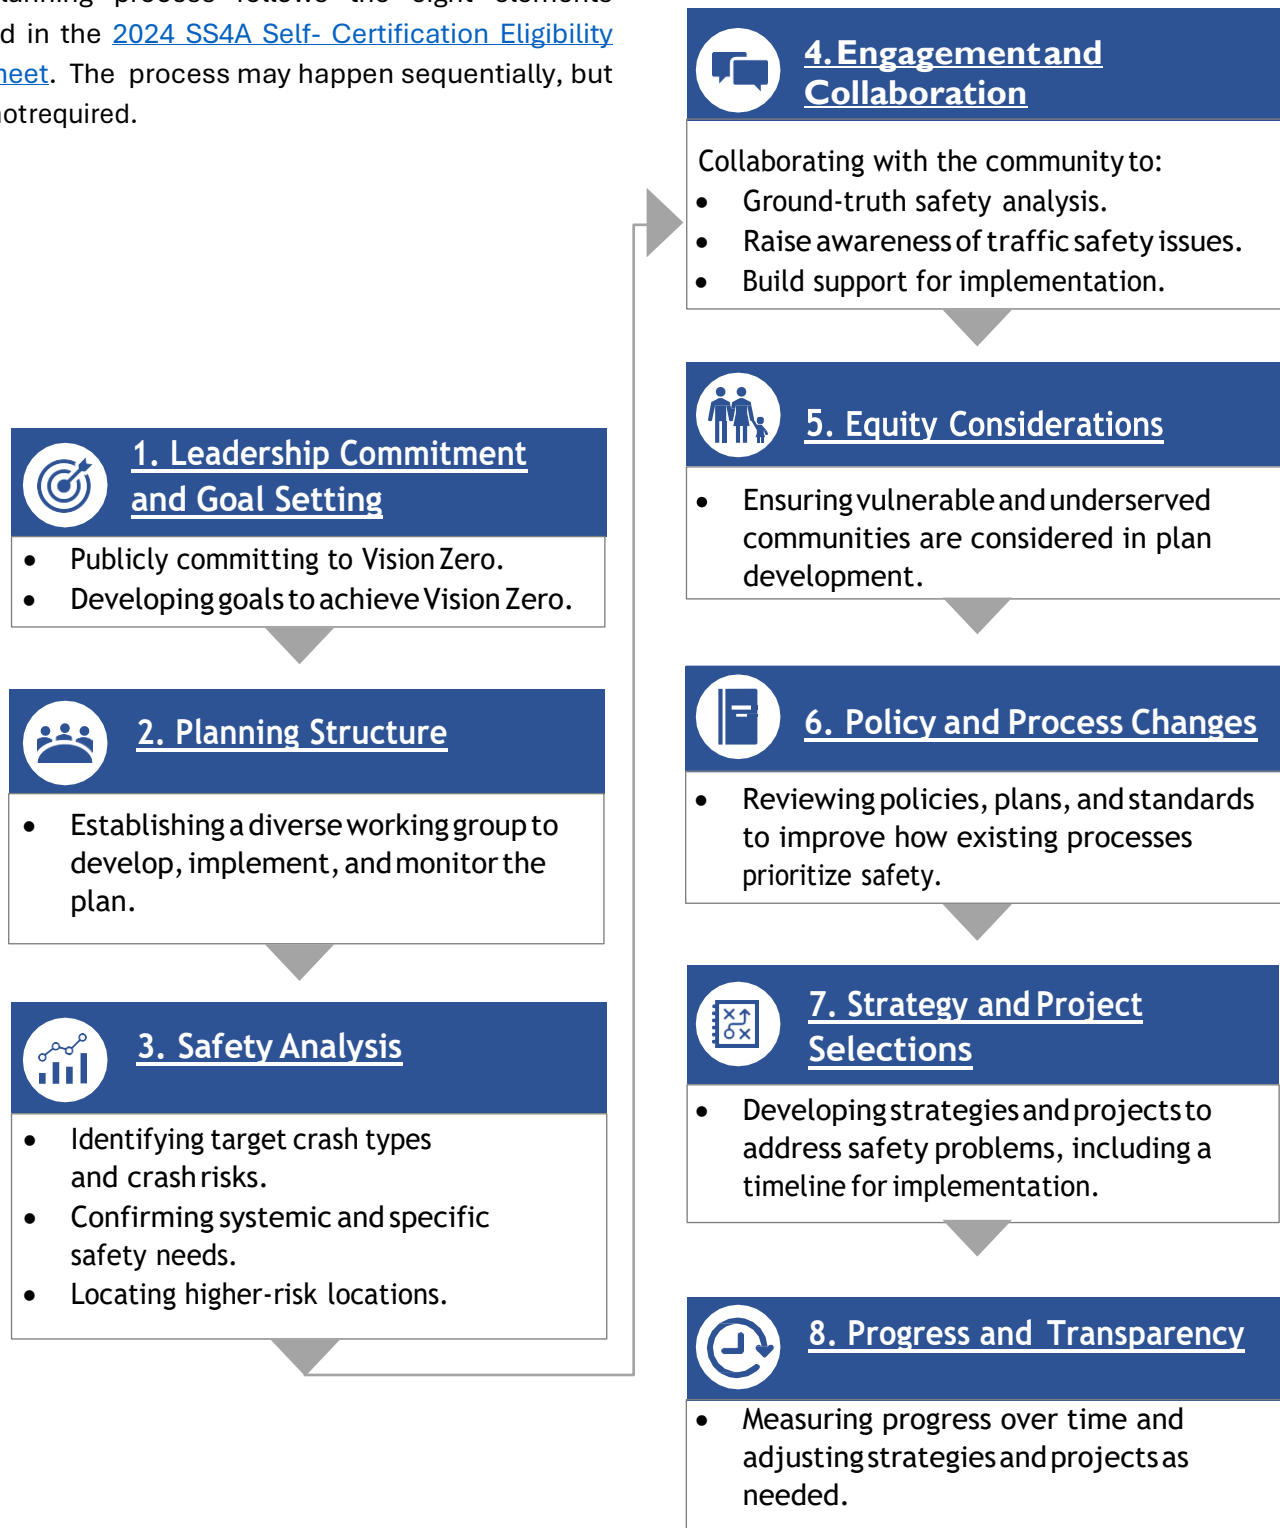 planning process follows the eight elements
d in the 2024 SS4A Self- Certification Eligibility
heet. The process may happen sequentially, but
notrequired.
1. Leadership Commitment
and Goal Setting
• Publicly committing to Vision Zero.
• Developing goals to achieve Vision Zero.
2. Planning Structure
• Establishing a diverse working group to
develop, implement, and monitor the
plan.
3. Safety Analysis
• Identifying target crash types
and crash risks.
• Confirming systemic and specific
safety needs.
• Locating higher-risk locations.
4. Engagement and
Collaboration
Collaborating with the community to:
• Ground-truth safety analysis.
• Raise awareness of traffic safety issues.
• Build support for implementation.
5. Equity Considerations
• Ensuring vulnerable and underserved
communities are considered in plan
development.
6. Policy and Process Changes
• Reviewing policies, plans, and standards
to improve how existing processes
prioritize safety.
7. Strategy and Project
Selections
• Developing strategies and projects to
address safety problems, including a
timeline for implementation.
8. Progress and Transparency
• Measuring progress over time and
adjusting strategies and projects as
needed.